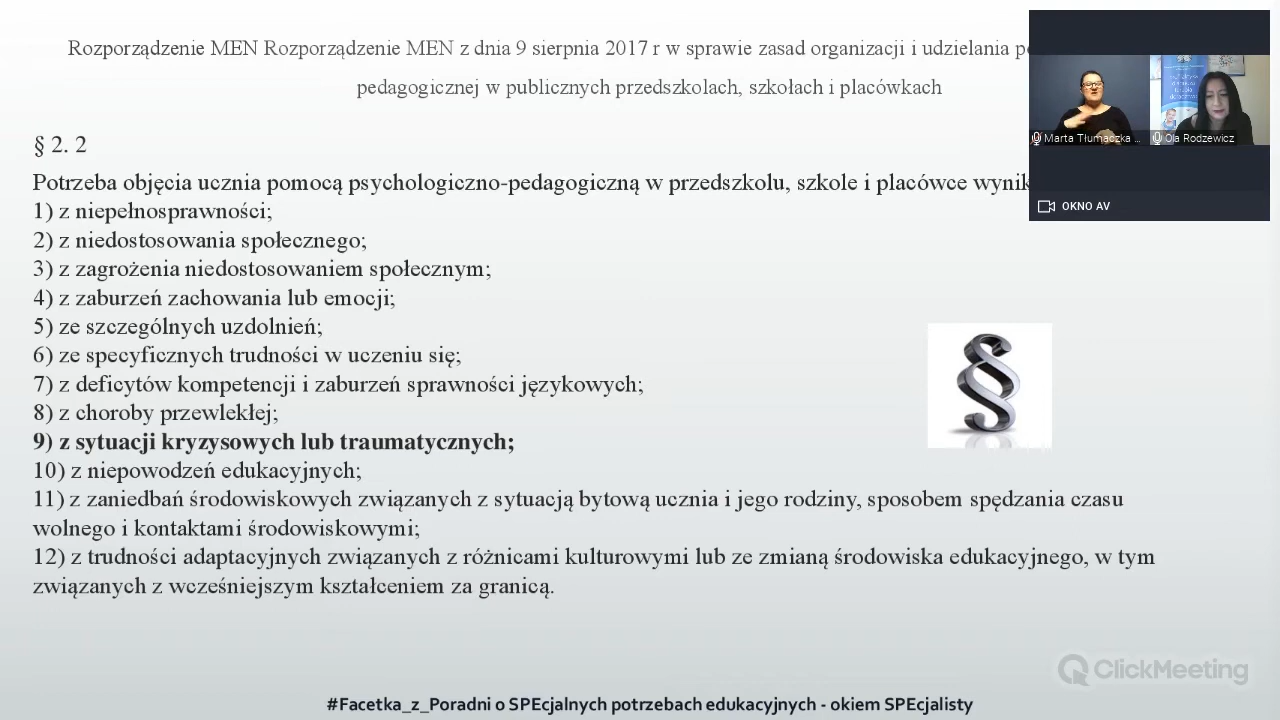 Rozporządzenie MEN Rozporządzenie MEN z dnia 9 sierpnia 2017 r w sprawie zasad organizacji i udzielania
pedagogicznej w publicznych przedszkolach, szkołach i placówkach
§ 2. 2
Potrzeba objęcia ucznia pomocą psychologiczno-pedagogiczną w przedszkolu, szkole i placówce
1) z niepełnosprawności;
2) z niedostosowania społecznego;
3) z zagrożenia niedostosowaniem społecznym;
4) z zaburzeń zachowania lub emocji;
5) ze szczególnych uzdolnień;
6) ze specyficznych trudności w uczeniu się;
7) z deficytów kompetencji i zaburzeń sprawności językowych;
8) z choroby przewlekłej;
9) z sytuacji kryzysowych lub traumatycznych;
10) z niepowodzeń edukacyjnych;
11) z zaniedbań środowiskowych związanych z sytuacją bytową ucznia i jego rodziny, sposobem spędzania czasu
wolnego i kontaktami środowiskowymi;
12) z trudności adaptacyjnych związanych z różnicami kulturowymi lub ze zmianą środowiska edukacyjnego, w tym
związanych z wcześniejszym kształceniem za granicą.
Marta Tłumaczka ...
Ola Rodzewicz
OKNO AV
ClickMeeting
#Facetka_z_Poradni o SPEcjalnych potrzebach edukacyjnych - okiem SPEcjalisty